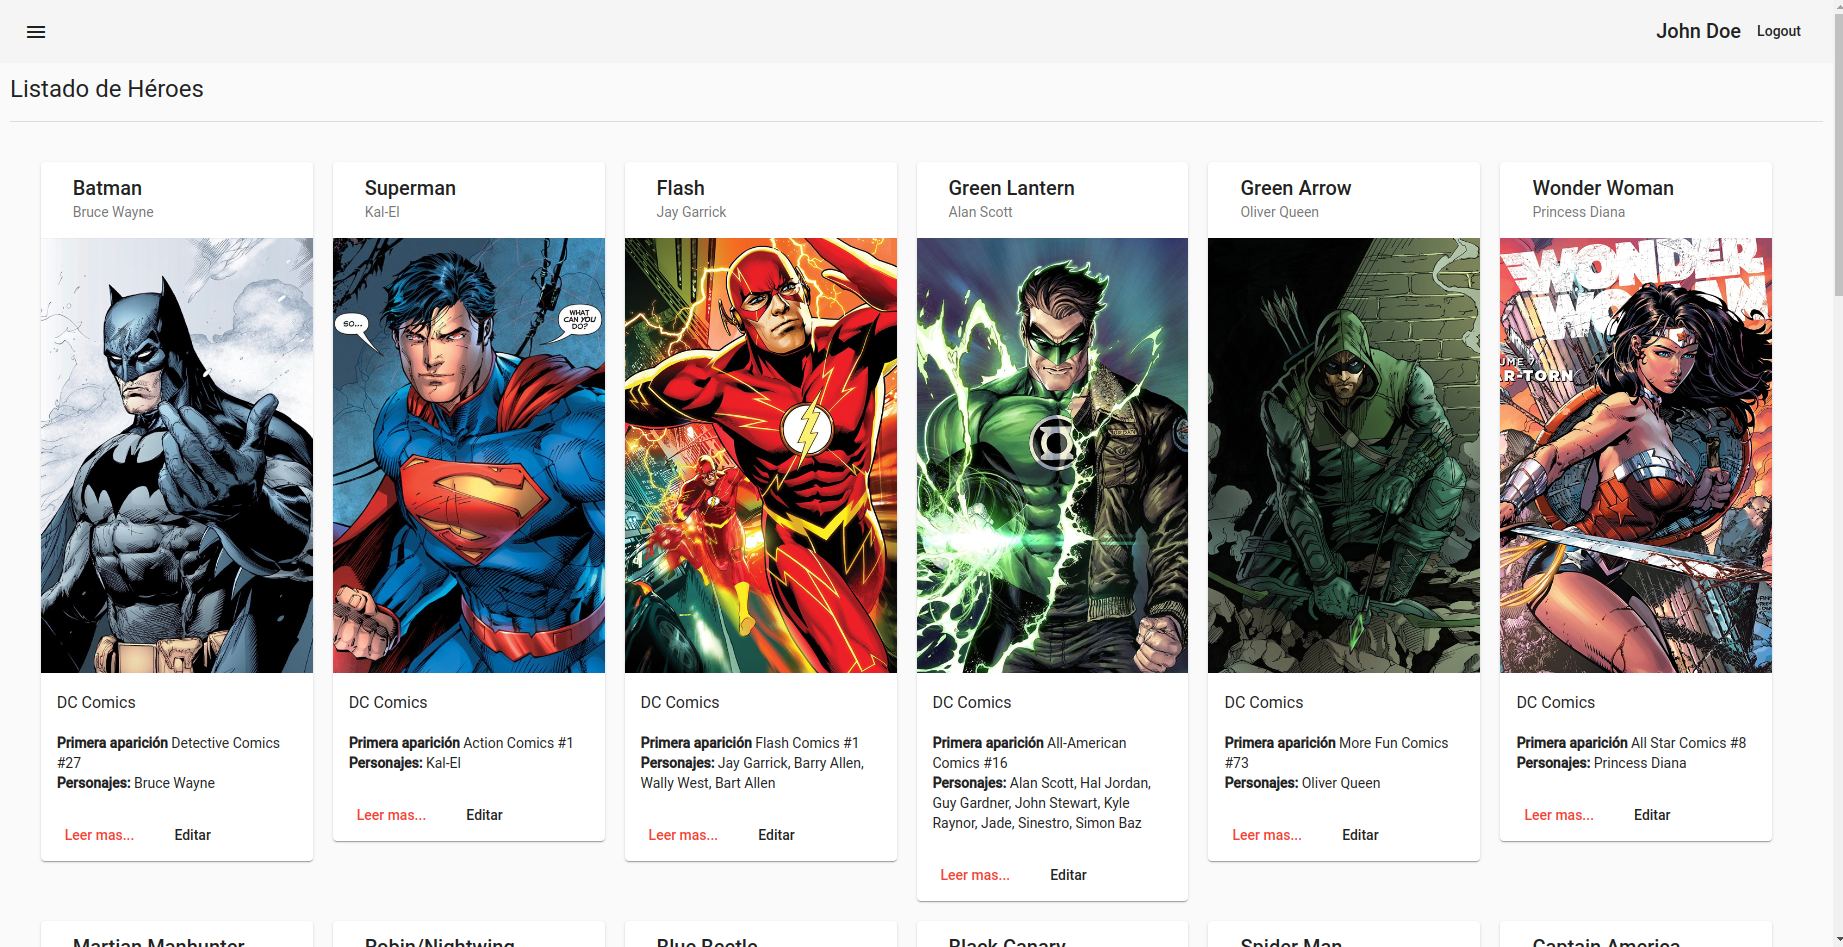 John Doe Logout
Listado de Héroes
Batman
Bruce Wayne
DC Comics
Primera aparición Detective Comics
#27
Personajes: Bruce Wayne
Leer mas... Editar
Superman
Kal-El
SO...
WHAT
CAN YOU
DO?
DC Comics
Primera aparición Action Comics #1
Personajes: Kal-El
Leer mas... Editar
Flash
Jay Garrick
DC Comics
Primera aparición Flash Comics #1
Personajes: Jay Garrick, Barry Allen,
Wally West, Bart Allen
Leer mas... Editar
Green Lantern
Alan Scott
DC Comics
Primera aparición All-American
Comics #16
Personajes: Alan Scott, Hal Jordan,
Guy Gardner, John Stewart, Kyle
Raynor, Jade, Sinestro, Simon Baz
Leer mas... Editar
Green Arrow
Oliver Queen
DC Comics
Primera aparición More Fun Comics
#73
Personajes: Oliver Queen
Leer mas... Editar
Wonder Woman
Princess Diana
WONDER
WOMAN
UME 7
R-TORN
DC Comics
Primera aparición All Star Comics #8
Personajes: Princess Diana
Leer mas... Editar
Martian Manhunter
Robin/Nightwing
Blue Beetle
Black Canary
Spider Man
Captain America